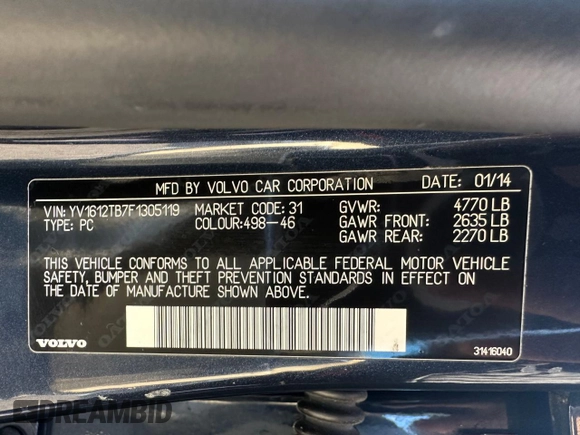 MFD BY VOLVO CAR CORPORATION DATE: 01/14
VIN: YV1612TB7F1305119 MARKET CODE: 31 GVWR: 4770 LB
TYPE: PC COLOUR:498-46 GAWR FRONT: 2635 LB
GAWR REAR: 2270 LB
THIS VEHICLE CONFORMS TO ALL APPLICABLE FEDERAL MOTOR VEHICLE
SAFETY, BUMPER AND THEFT PREVENTION STANDARDS IN EFFECT ON
THE DATE OF MANUFACTURE SHOWN ABOVE.
VOLVO 31416040
DREAMBID